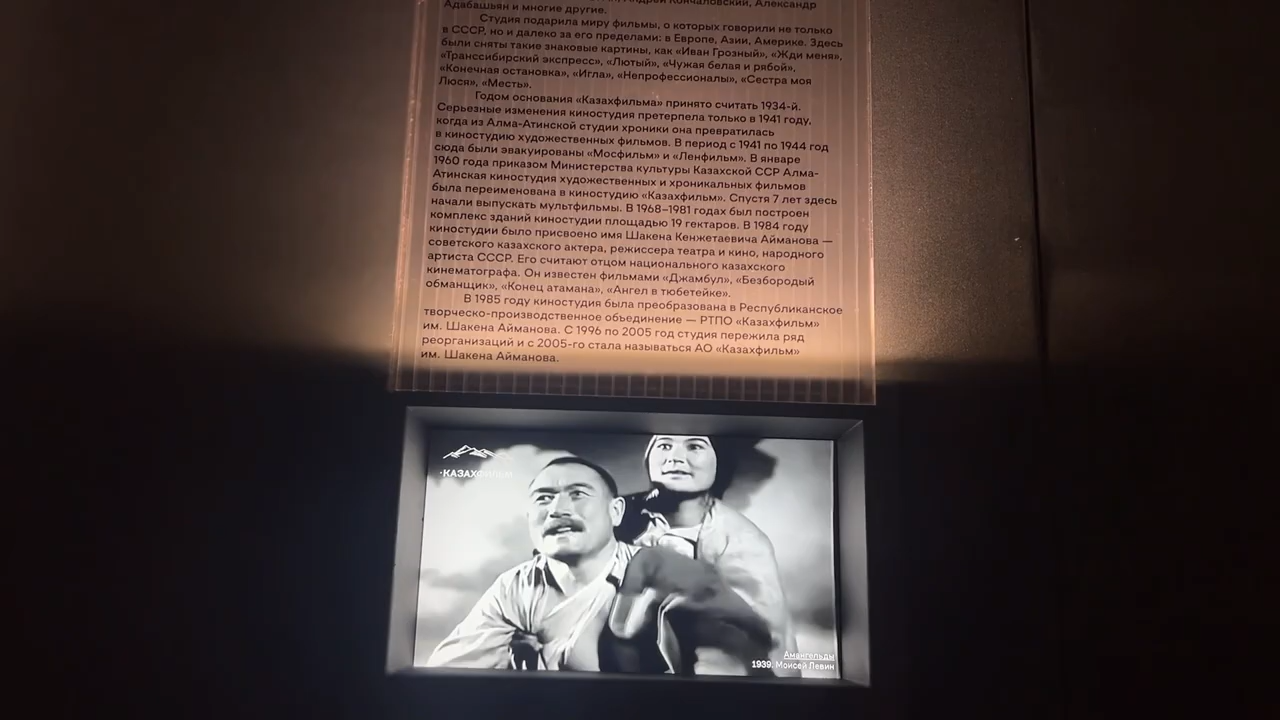 Андрей Кончаловский, Александр
Адабашьян и многие другие.
Студия подарила миру фильмы, о которых говорили не только
в СССР, но и далеко за его пределами: в Европе, Азии, Америке. Здесь
были сняты такие знаковые картины, как «Иван Грозный», «Жди меня»,
«Транссибирский экспресс», «Лютый», «Чужая белая и рябой»,
«Конечная остановка», «Игла», «Непрофессионалы», «Сестра моя
Люся», «Месть».
Годом основания «Казахфильма» принято считать 1934-й.
Серьезные изменения киностудия претерпела только в 1941 году,
когда из Алма-Атинской студии хроники она превратилась
в киностудию художественных фильмов. В период с 1941 по 1944 год
сюда были эвакуированы «Мосфильм» и «Ленфильм». В январе
1960 года приказом Министерства культуры Казахской ССР Алма-
Атинская киностудия художественных и хроникальных фильмов
была переименована в киностудию «Казахфильм». Спустя 7 лет здесь
начали выпускать мультфильмы. В 1968–1981 годах был построен
комплекс зданий киностудии площадью 19 гектаров. В 1984 году
киностудии было присвоено имя Шакена Кенжетаевича Айманова —
советского казахского актера, режиссера театра и кино, народного
артиста СССР. Его считают отцом национального казахского
кинематографа. Он известен фильмами «Джамбул», «Безбородый
обманщик», «Конец атамана», «Ангел в тюбетейке».
В 1985 году киностудия была преобразована в Республиканское
творческо-производственное объединение — РТПО «Казахфильм»
им. Шакена Айманова. С 1996 по 2005 год студия пережила ряд
реорганизаций и с 2005-го стала называться АО «Казахфильм»
им. Шакена Айманова.
·КАЗАХФИЛЬМ
Амангельды
1939, Моисей Левин